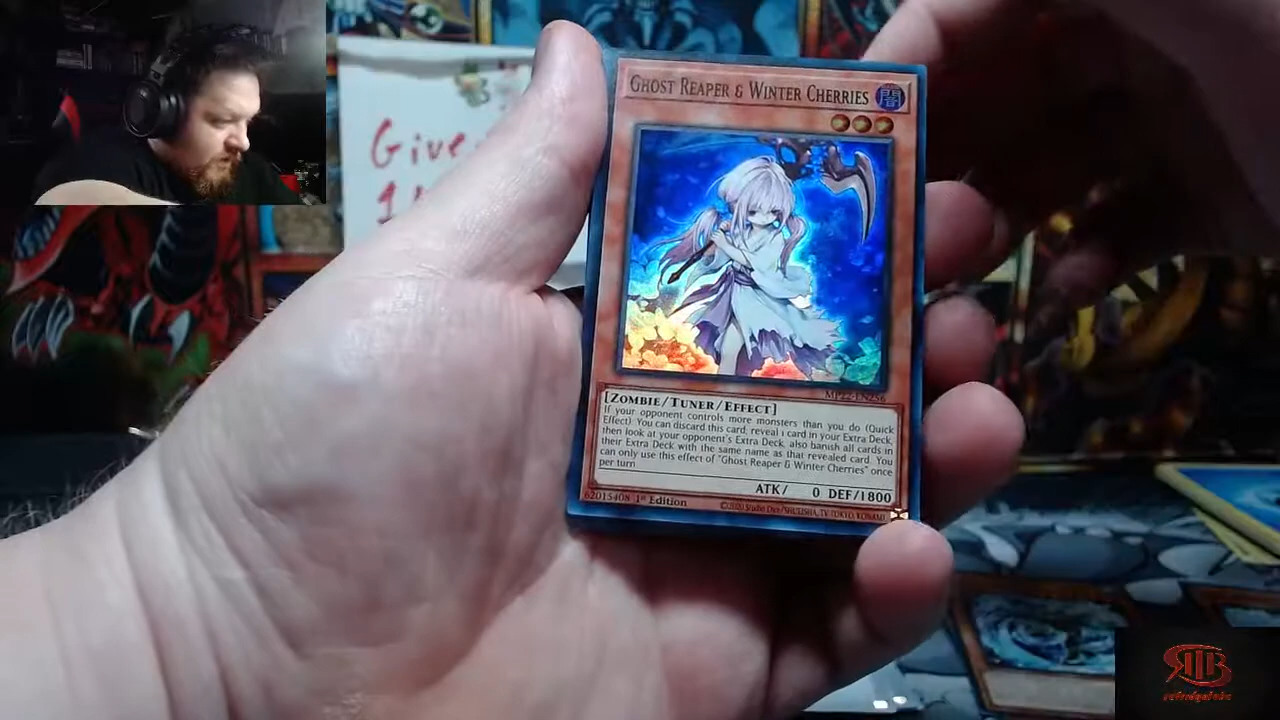 Give
GHOST REAPER & WINTER CHERRIES
闇
MP22-EN256
[ZOMBIE/TUNER/EFFECT]
If your opponent controls more monsters than you do (Quick
Effect): You can discard this card, reveal 1 card in your Extra Deck,
then look at your opponent's Extra Deck, also banish all cards in
their Extra Deck with the same name as that revealed card. You
can only use this effect of "Ghost Reaper & Winter Cherries" once
per turn
ATK/ 0 DEF/1800
62015408 1st Edition
©2020 Studio Dice/SHUEISHA, TV TOKYO, KONAMI